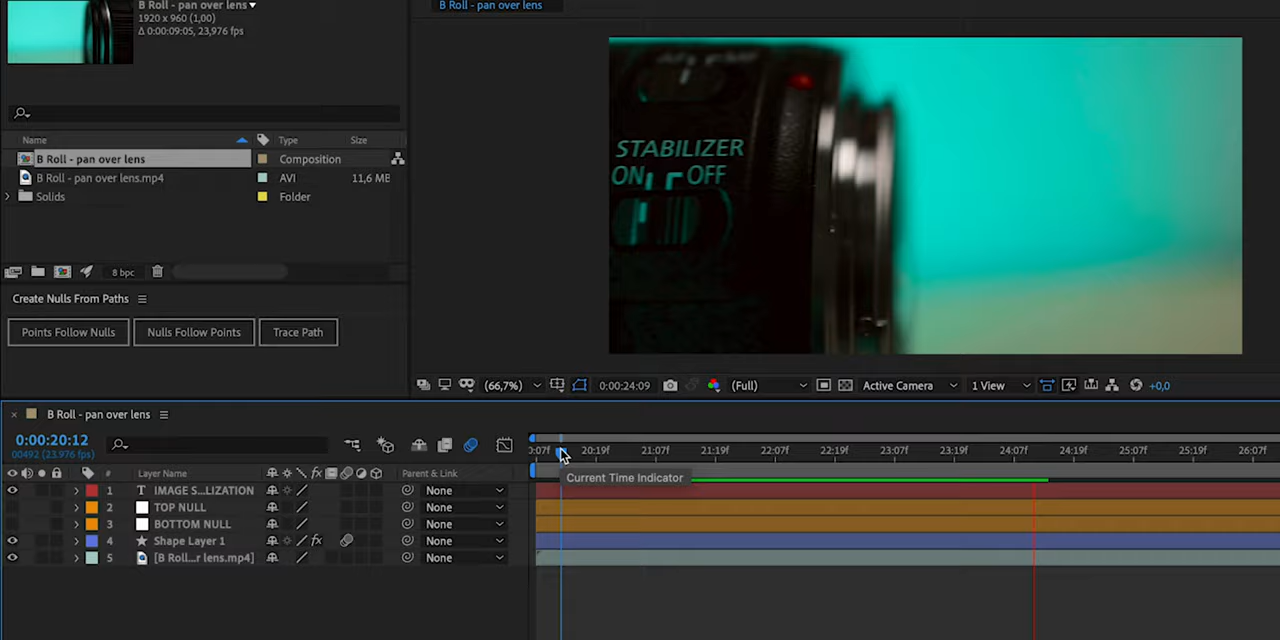 B Roll - pan over lens
1920 x 960 (1,00)
Δ 0:00:09:05, 23,976 fps
B Roll - pan over lens
STABILIZER
ON OFF
Name Type Size
B Roll - pan over lens Composition
B Roll - pan over lens.mp4 AVI 11,6 MB
Solids Folder
8 bpc
Create Nulls From Paths
Points Follow Nulls Nulls Follow Points Trace Path
(66,7%) 0:00:24:09 (Full) Active Camera 1 View +0,0
B Roll - pan over lens
0:00:20:12
00492 (23.976 fps)
0:07f 20:19f 21:07f 21:19f 22:07f 22:19f 23:07f 23:19f 24:07f 24:19f 25:07f 25:19f 26:07f
# Layer Name fx Parent & Link
Current Time Indicator
1 T IMAGE S...LIZATION None
2 TOP NULL None
3 BOTTOM NULL None
4 Shape Layer 1 fx None
5 [B Roll...r lens.mp4] None